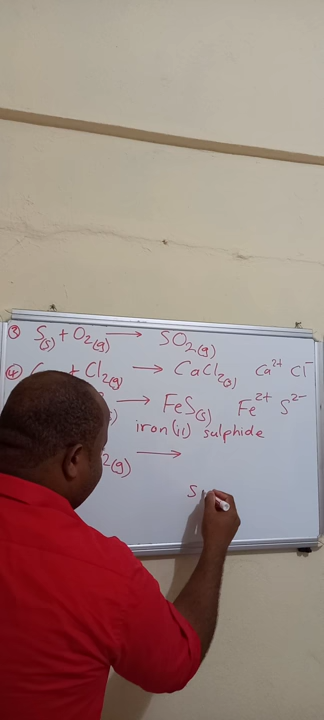 ③ S(s) + O₂(g) → SO₂(g)
④ + Cl₂(g) → CaCl₂(s) Ca²⁺ Cl⁻
→ FeS(s) Fe²⁺ S²⁻
iron (ii) sulphide
₂(g) →
S